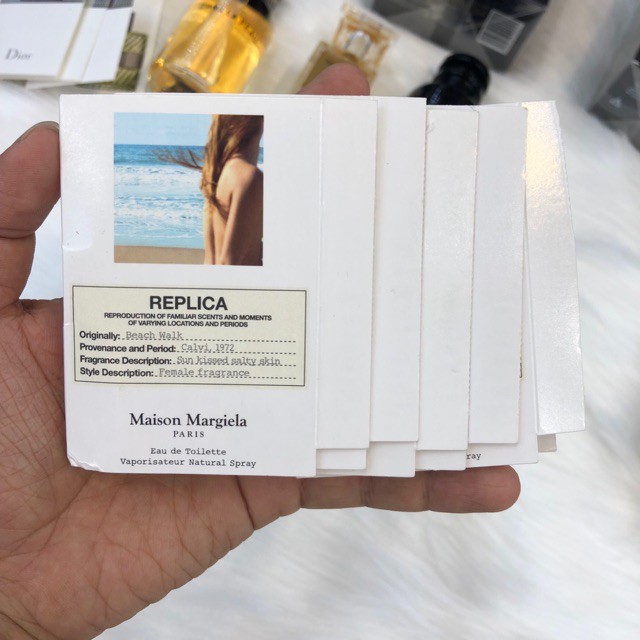 Dior
REPLICA
REPRODUCTION OF FAMILIAR SCENTS AND MOMENTS
OF VARYING LOCATIONS AND PERIODS
Originally: Beach Walk
Provenance and Period: Calvi, 1972
Fragrance Description: Sun kissed salty skin
Style Description: Female fragrance
Maison Margiela
PARIS
Eau de Toilette
Vaporisateur Natural Spray
ray